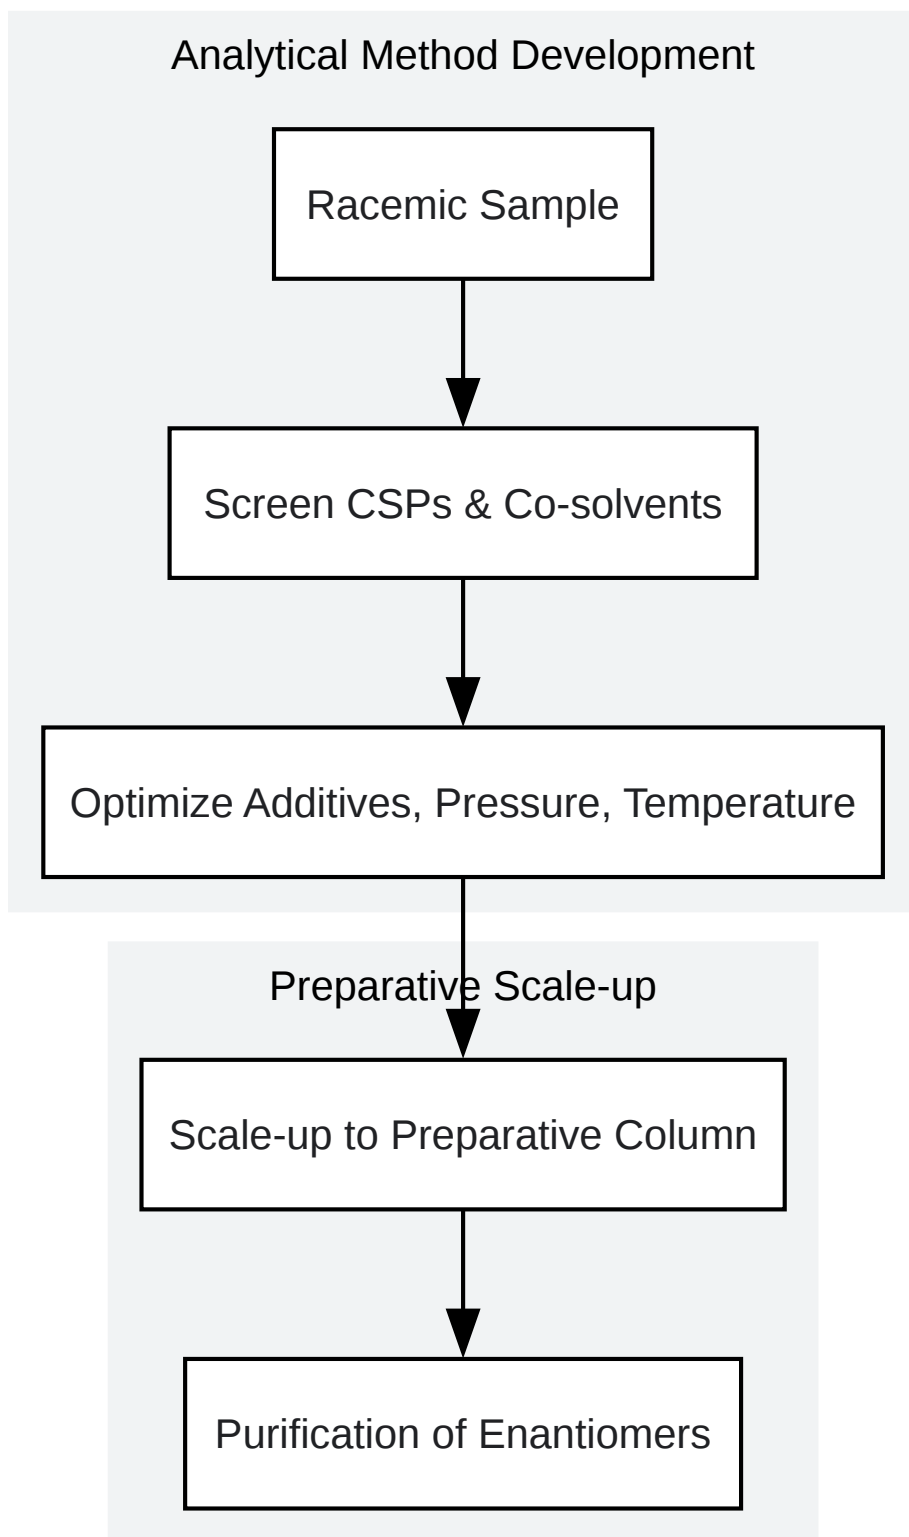 Analytical Method Development
Racemic Sample
Screen CSPs & Co-solvents
Optimize Additives, Pressure, Temperature
Preparative Scale-up
Scale-up to Preparative Column
Purification of Enantiomers